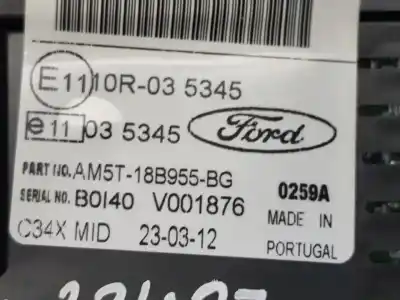 E11 10R-03 5345
e11 03 5345 Ford
PART NO. AM5T-18B955-BG 0259A
SERIAL NO. B0I40 V001876 MADE IN
C34X MID 23-03-12 PORTUGAL